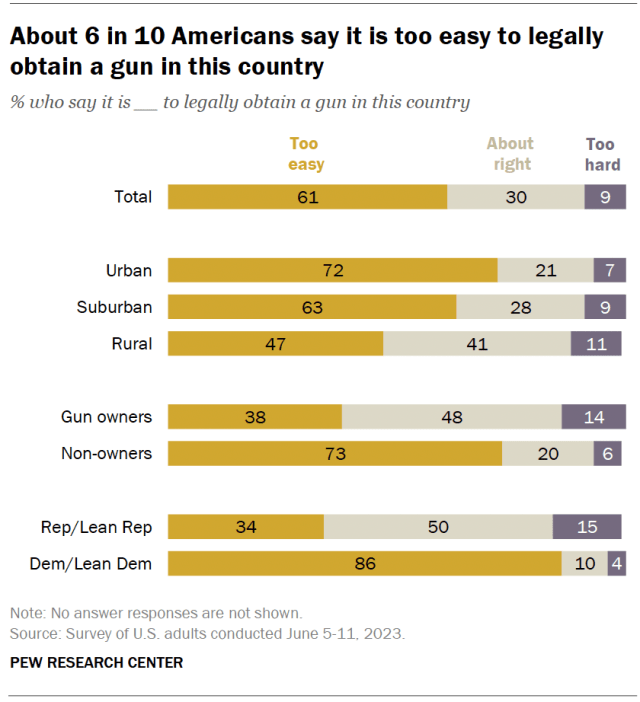 About 6 in 10 Americans say it is too easy to legally
obtain a gun in this country
% who say it is __ to legally obtain a gun in this country
Too easy About right Too hard
Total 61 30 9
Urban 72 21 7
Suburban 63 28 9
Rural 47 41 11
Gun owners 38 48 14
Non-owners 73 20 6
Rep/Lean Rep 34 50 15
Dem/Lean Dem 86 10 4
Note: No answer responses are not shown.
Source: Survey of U.S. adults conducted June 5-11, 2023.
PEW RESEARCH CENTER